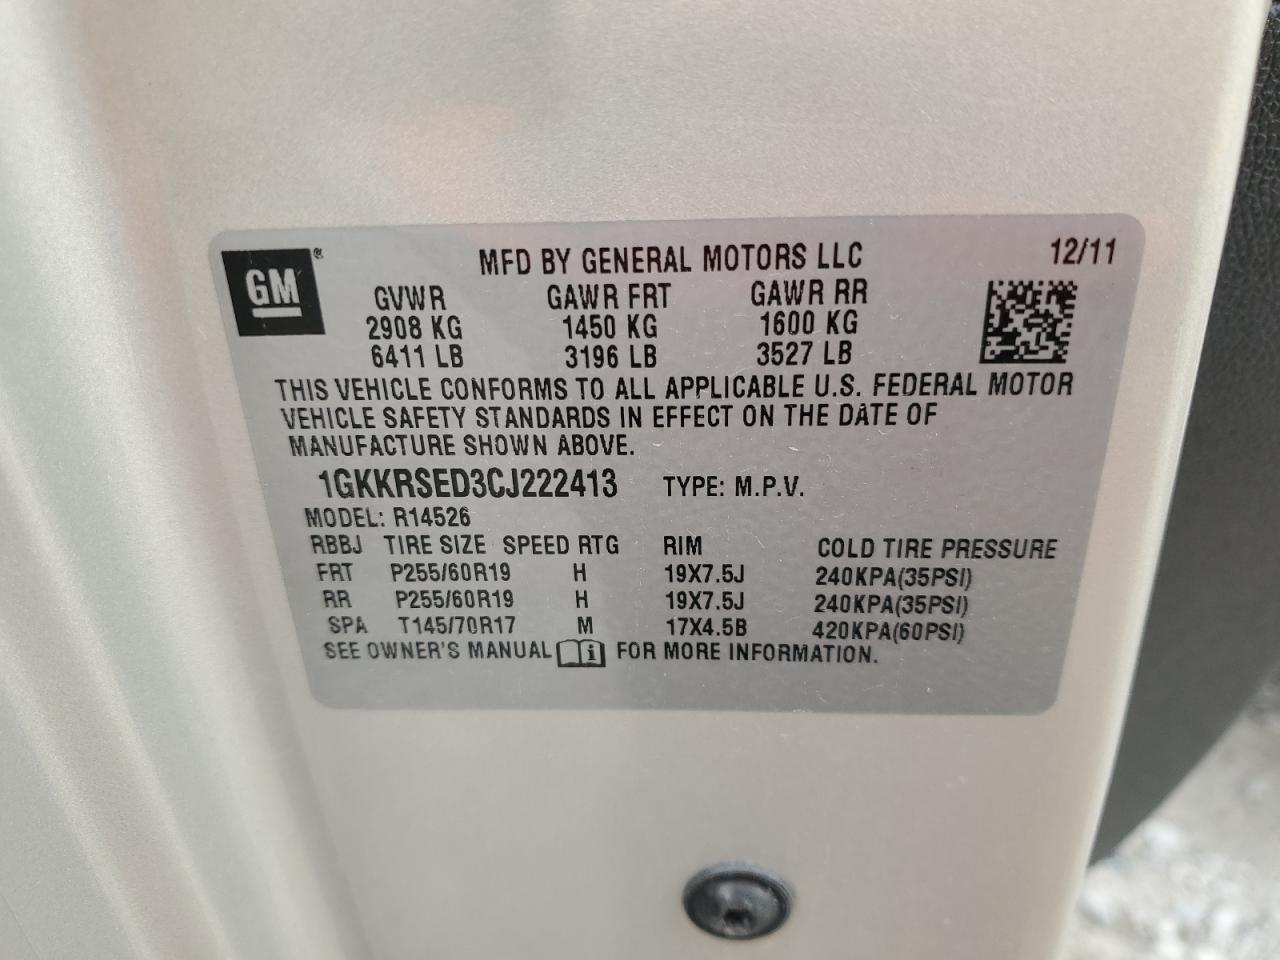 GM ® MFD BY GENERAL MOTORS LLC 12/11
GVWR GAWR FRT GAWR RR
2908 KG 1450 KG 1600 KG
6411 LB 3196 LB 3527 LB
THIS VEHICLE CONFORMS TO ALL APPLICABLE U.S. FEDERAL MOTOR
VEHICLE SAFETY STANDARDS IN EFFECT ON THE DATE OF
MANUFACTURE SHOWN ABOVE.
1GKKRSED3CJ222413 TYPE: M.P.V.
MODEL: R14526
RBBJ TIRE SIZE SPEED RTG RIM COLD TIRE PRESSURE
FRT P255/60R19 H 19X7.5J 240KPA(35PSI)
RR P255/60R19 H 19X7.5J 240KPA(35PSI)
SPA T145/70R17 M 17X4.5B 420KPA(60PSI)
SEE OWNER'S MANUAL i FOR MORE INFORMATION.